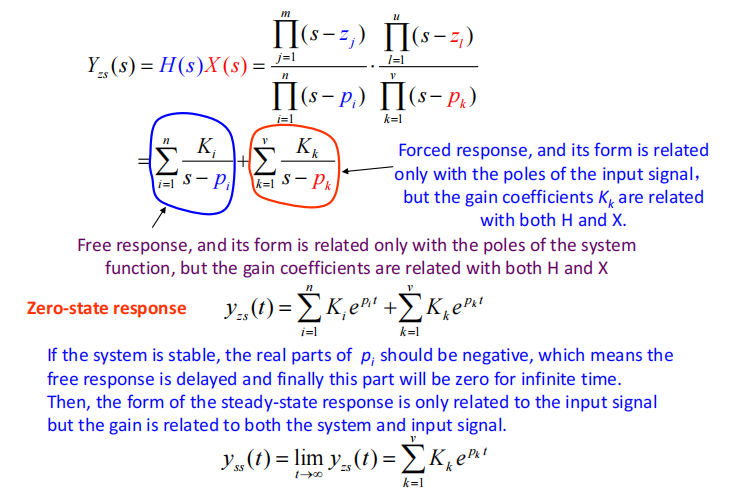 Y_{zs}(s) = H(s)X(s) = \frac{\prod_{j=1}^{m}(s-z_j)}{\prod_{i=1}^{n}(s-p_i)} \cdot \frac{\prod_{l=1}^{u}(s-z_l)}{\prod_{k=1}^{v}(s-p_k)}
= \sum_{i=1}^{n} \frac{K_i}{s-p_i} + \sum_{k=1}^{v} \frac{K_k}{s-p_k}
Forced response, and its form is related
only with the poles of the input signal，
but the gain coefficients K_k are related
with both H and X.
Free response, and its form is related only with the poles of the system
function, but the gain coefficients are related with both H and X
Zero-state response y_{zs}(t) = \sum_{i=1}^{n} K_i e^{p_i t} + \sum_{k=1}^{v} K_k e^{p_k t}
If the system is stable, the real parts of p_i should be negative, which means the
free response is delayed and finally this part will be zero for infinite time.
Then, the form of the steady-state response is only related to the input signal
but the gain is related to both the system and input signal.
y_{ss}(t) = \lim_{t→∞} y_{zs}(t) = \sum_{k=1}^{v} K_k e^{p_k t}